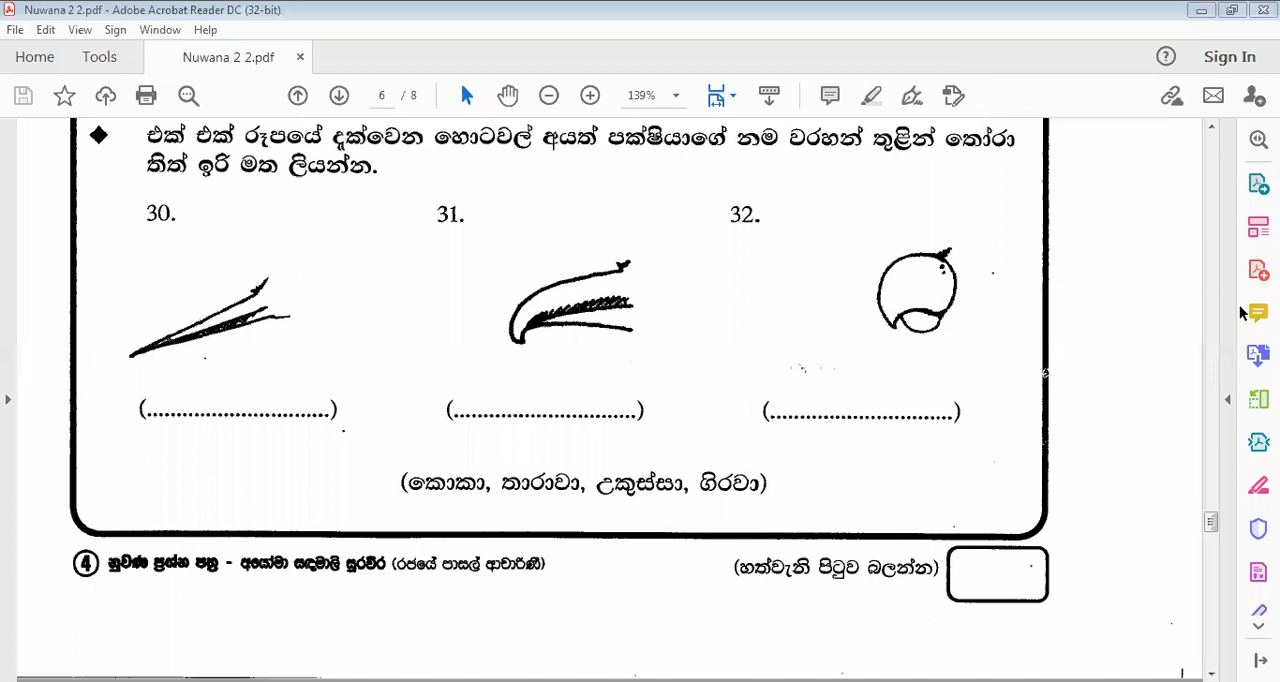 Nuwana 2 2.pdf - Adobe Acrobat Reader DC (32-bit)
File Edit View Sign Window Help
Home Tools Nuwana 2 2.pdf × Sign In
6 / 8 139%
එක් එක් රූපයේ දැක්වෙන හොටවල් අයත් පක්ෂියාගේ නම වරහන් තුළින් තෝරා
තිත් ඉරි මත ලියන්න.
30. 31. 32.
(..............................) (..............................) (..............................)
(කොකා, තාරාවා, උකුස්සා, ගිරවා)
4 නුවණ ප්‍රශ්න පත්‍ර - අයෝමා සඳමාලි සූරවීර (රජයේ පාසල් ආචාරිණී) (හත්වැනි පිටුව බලන්න)